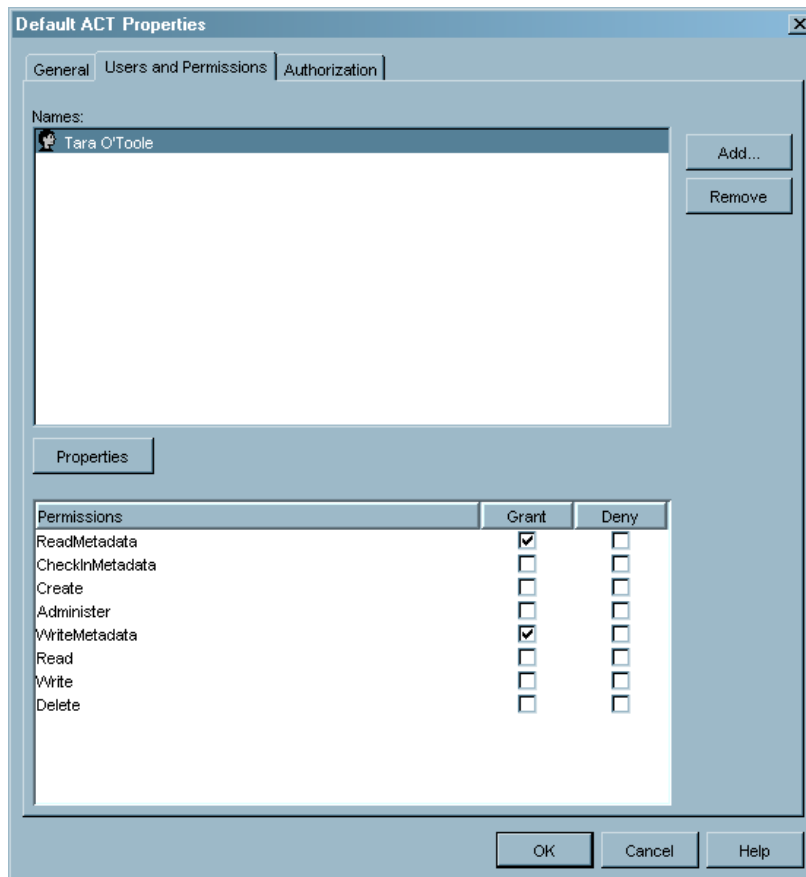 Default ACT Properties
General Users and Permissions Authorization
Names:
Tara O'Toole
Add...
Remove
Properties
Permissions Grant Deny
ReadMetadata
CheckInMetadata
Create
Administer
WriteMetadata
Read
Write
Delete
OK Cancel Help